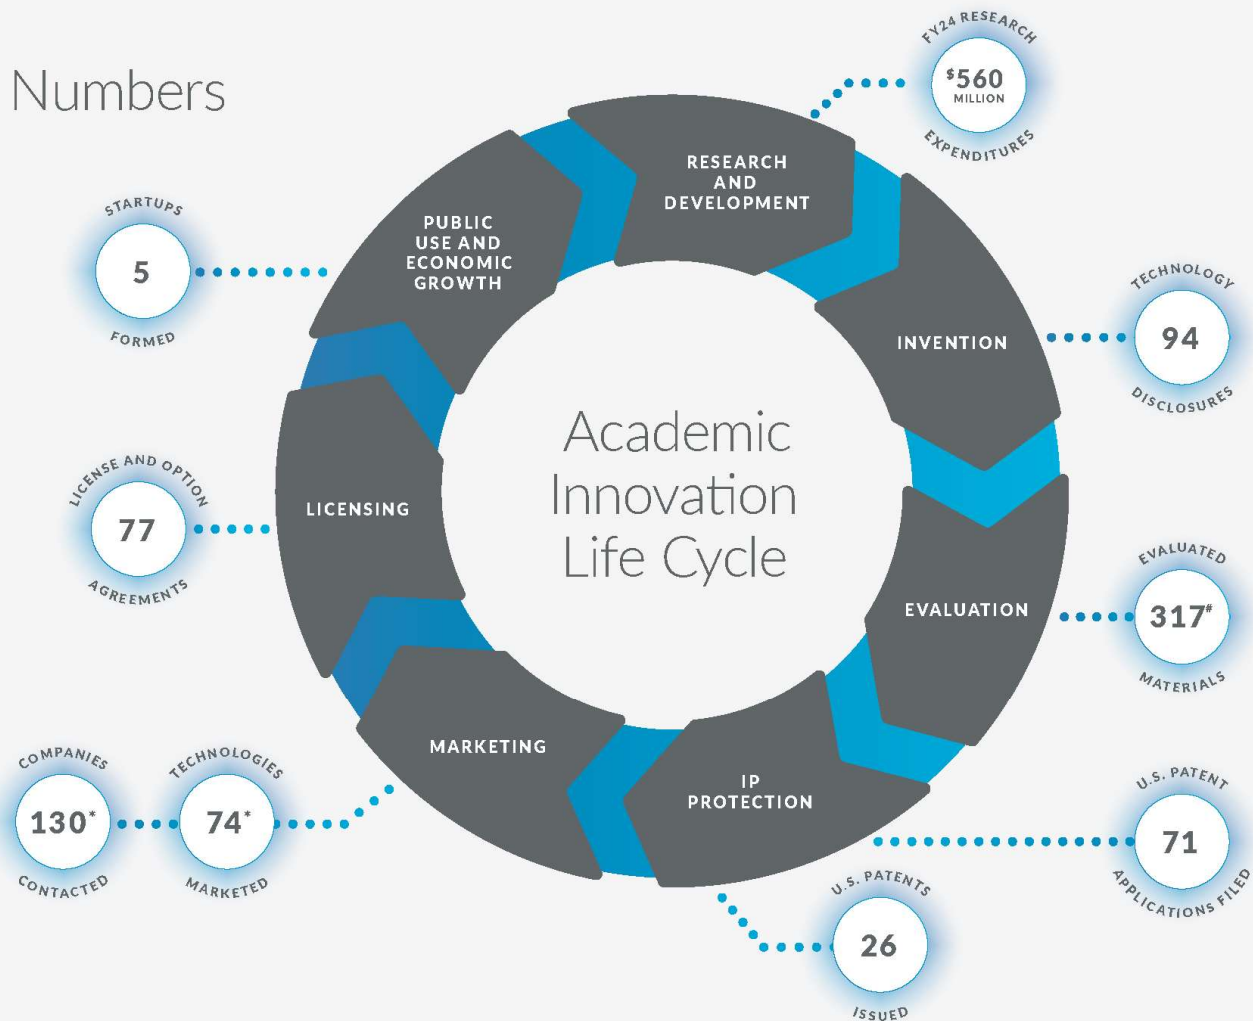 Numbers
FY24 RESEARCH
$560
MILLION
EXPENDITURES
RESEARCH
AND
DEVELOPMENT
PUBLIC
USE AND
ECONOMIC
GROWTH
STARTUPS
5
FORMED
TECHNOLOGY
94
DISCLOSURES
INVENTION
Academic
Innovation
Life Cycle
LICENSE AND OPTION
77
AGREEMENTS
LICENSING
EVALUATION
EVALUATED
317#
MATERIALS
MARKETING
IP
PROTECTION
COMPANIES
130*
CONTACTED
TECHNOLOGIES
74*
MARKETED
U.S. PATENT
71
APPLICATIONS FILED
U.S. PATENTS
26
ISSUED